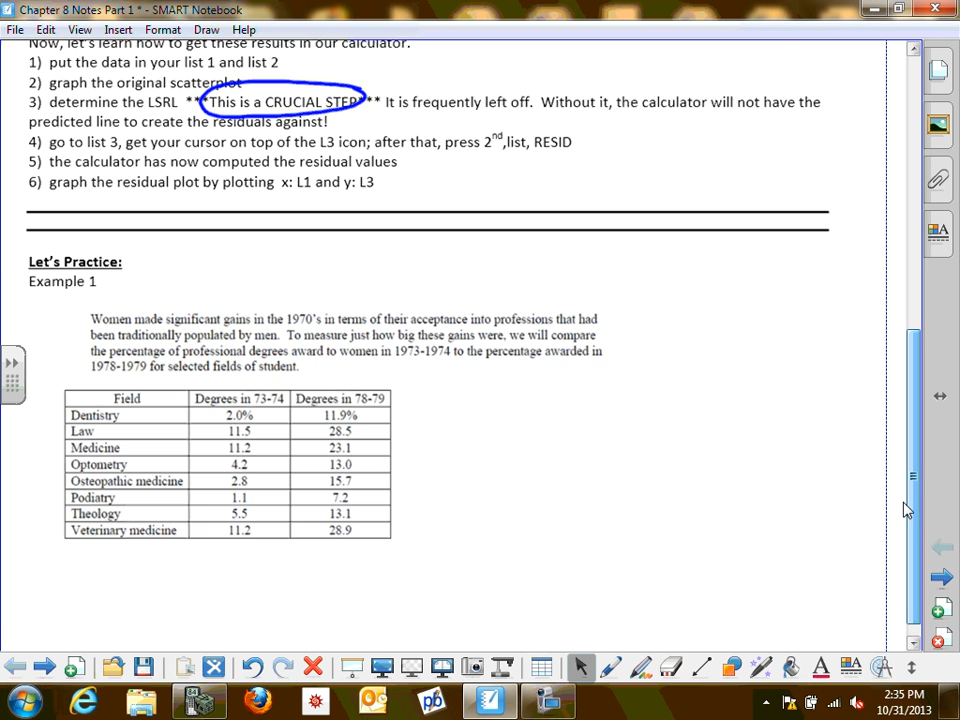 Chapter 8 Notes Part 1 * - SMART Notebook
File Edit View Insert Format Draw Help
Now, let's learn how to get these results in our calculator.
1) put the data in your list 1 and list 2
2) graph the original scatterplot
3) determine the LSRL ***This is a CRUCIAL STEP*** It is frequently left off. Without it, the calculator will not have the
predicted line to create the residuals against!
4) go to list 3, get your cursor on top of the L3 icon; after that, press 2nd,list, RESID
5) the calculator has now computed the residual values
6) graph the residual plot by plotting x: L1 and y: L3
Let's Practice:
Example 1
Women made significant gains in the 1970's in terms of their acceptance into professions that had
been traditionally populated by men. To measure just how big these gains were, we will compare
the percentage of professional degrees award to women in 1973-1974 to the percentage awarded in
1978-1979 for selected fields of student.
Field Degrees in 73-74 Degrees in 78-79
Dentistry 2.0% 11.9%
Law 11.5 28.5
Medicine 11.2 23.1
Optometry 4.2 13.0
Osteopathic medicine 2.8 15.7
Podiatry 1.1 7.2
Theology 5.5 13.1
Veterinary medicine 11.2 28.9
2:35 PM
10/31/2013